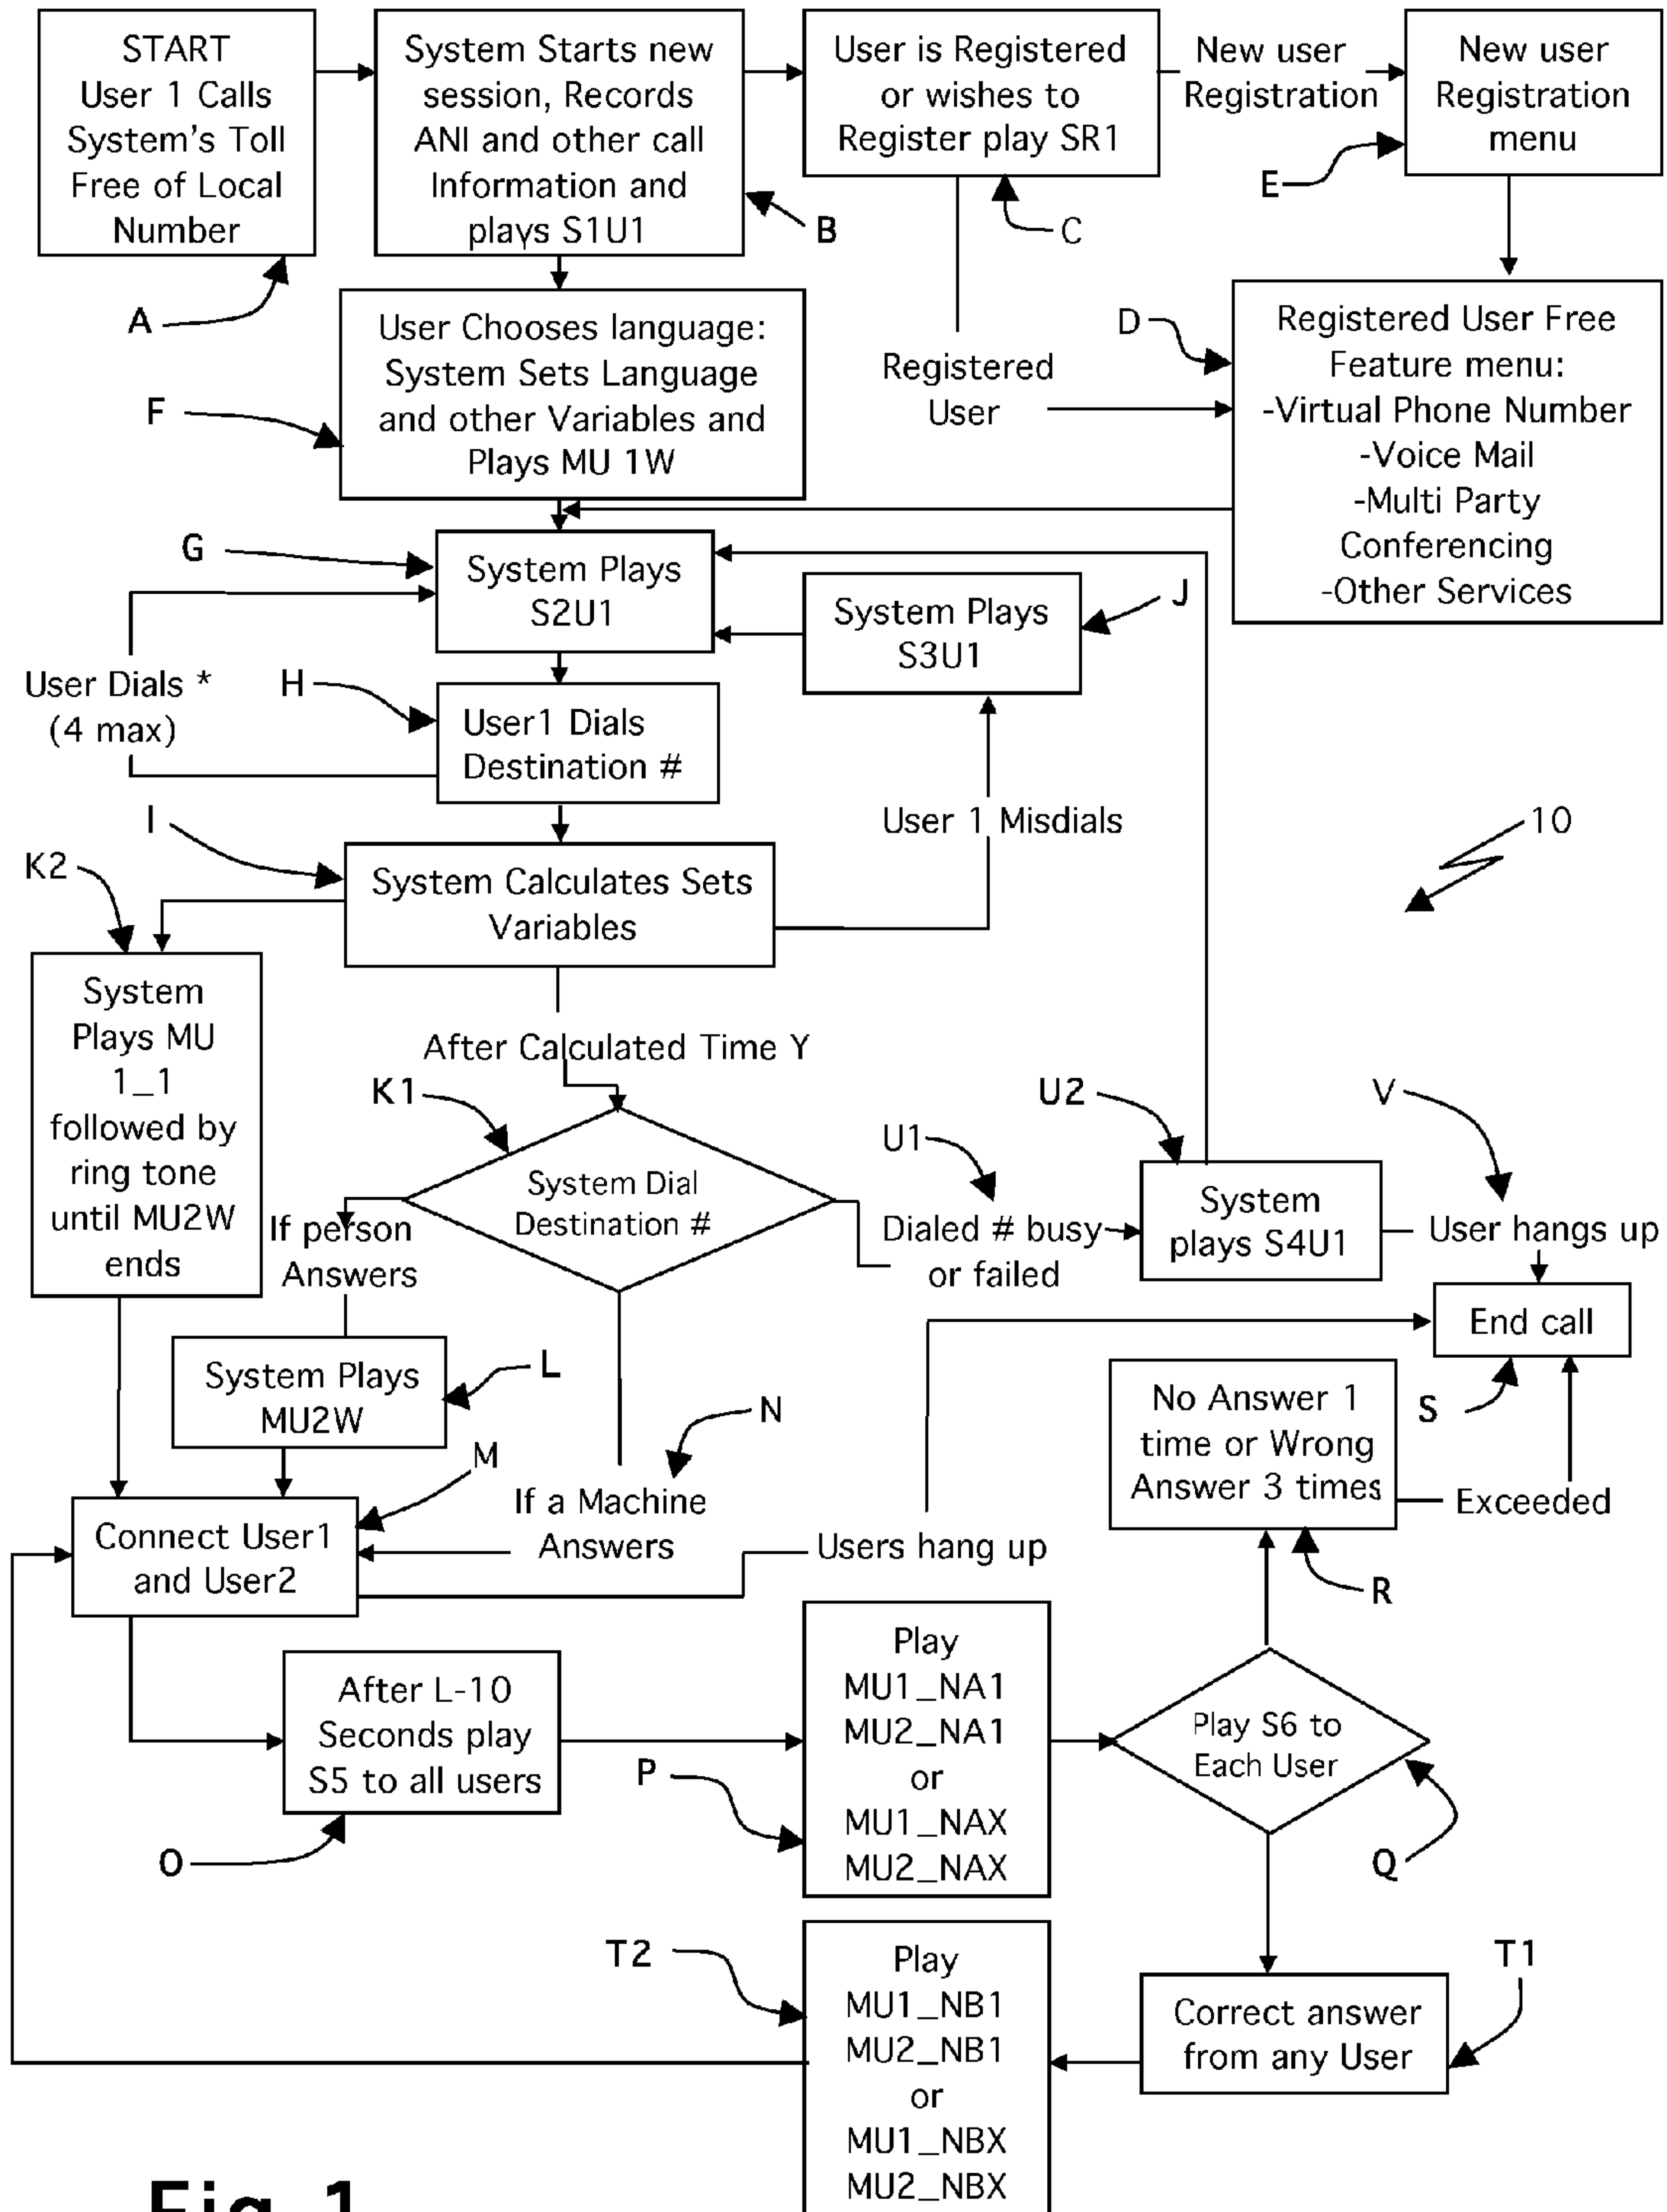 START
User 1 Calls
System's Toll
Free of Local
Number
System Starts new
session, Records
ANI and other call
Information and
plays S1U1
User is Registered
or wishes to
Register play SR1
New user
Registration
New user
Registration
menu
E
B
C
A
User Chooses language:
System Sets Language
and other Variables and
Plays MU 1W
F
Registered
User
D
Registered User Free
Feature menu:
-Virtual Phone Number
-Voice Mail
-Multi Party
Conferencing
-Other Services
G
System Plays
S2U1
System Plays
S3U1
J
User Dials *
(4 max)
H
User1 Dials
Destination #
I
User 1 Misdials
10
K2
System Calculates Sets
Variables
System
Plays MU
1_1
followed by
ring tone
until MU2W
ends
After Calculated Time Y
K1
System Dial
Destination #
If person
Answers
U1
Dialed # busy
or failed
U2
System
plays S4U1
V
User hangs up
End call
S
System Plays
MU2W
L
M
N
If a Machine
Answers
No Answer 1
time or Wrong
Answer 3 times
Exceeded
R
Connect User1
and User2
Users hang up
After L-10
Seconds play
S5 to all users
O
P
Play
MU1_NA1
MU2_NA1
or
MU1_NAX
MU2_NAX
Play S6 to
Each User
Q
T2
Play
MU1_NB1
MU2_NB1
or
MU1_NBX
MU2_NBX
T1
Correct answer
from any User
Fig. 1